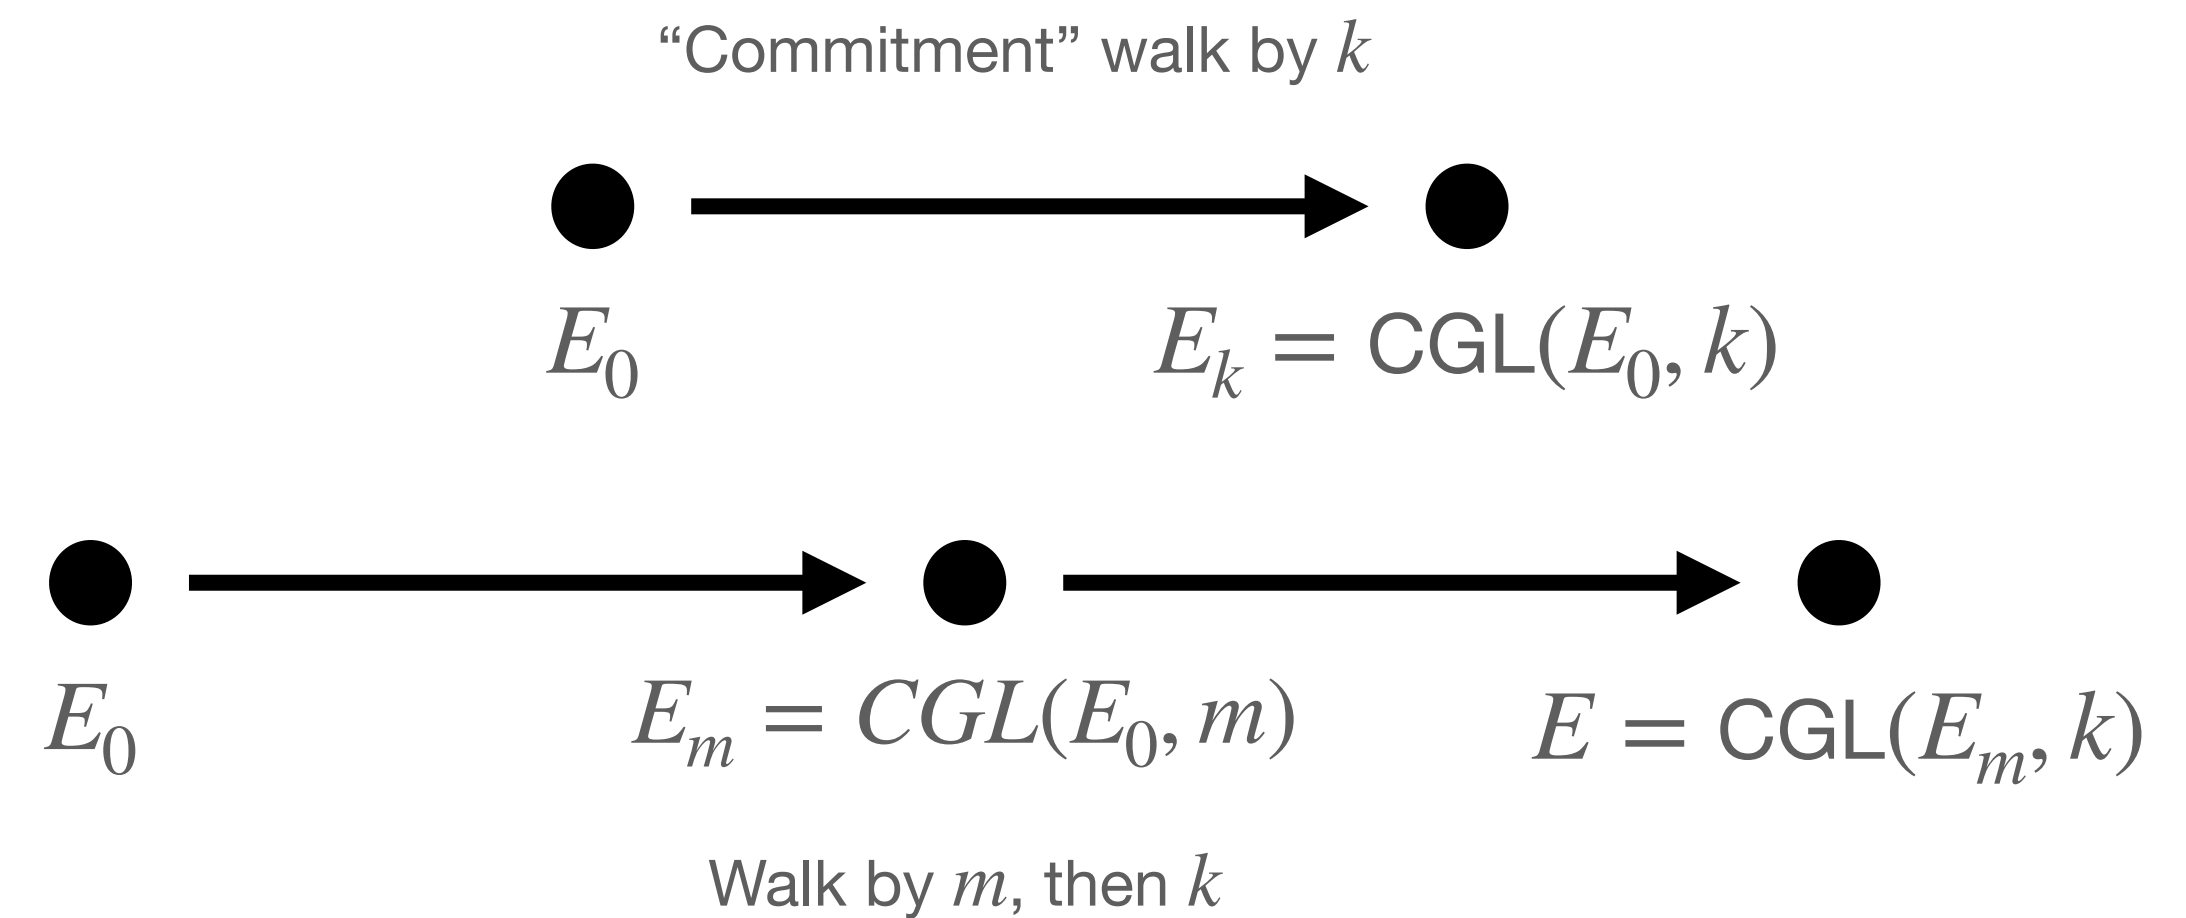 “Commitment” walk by k
E₀
Eₖ = CGL(E₀, k)
E₀
Eₘ = CGL(E₀, m)
E = CGL(Eₘ, k)
Walk by m, then k